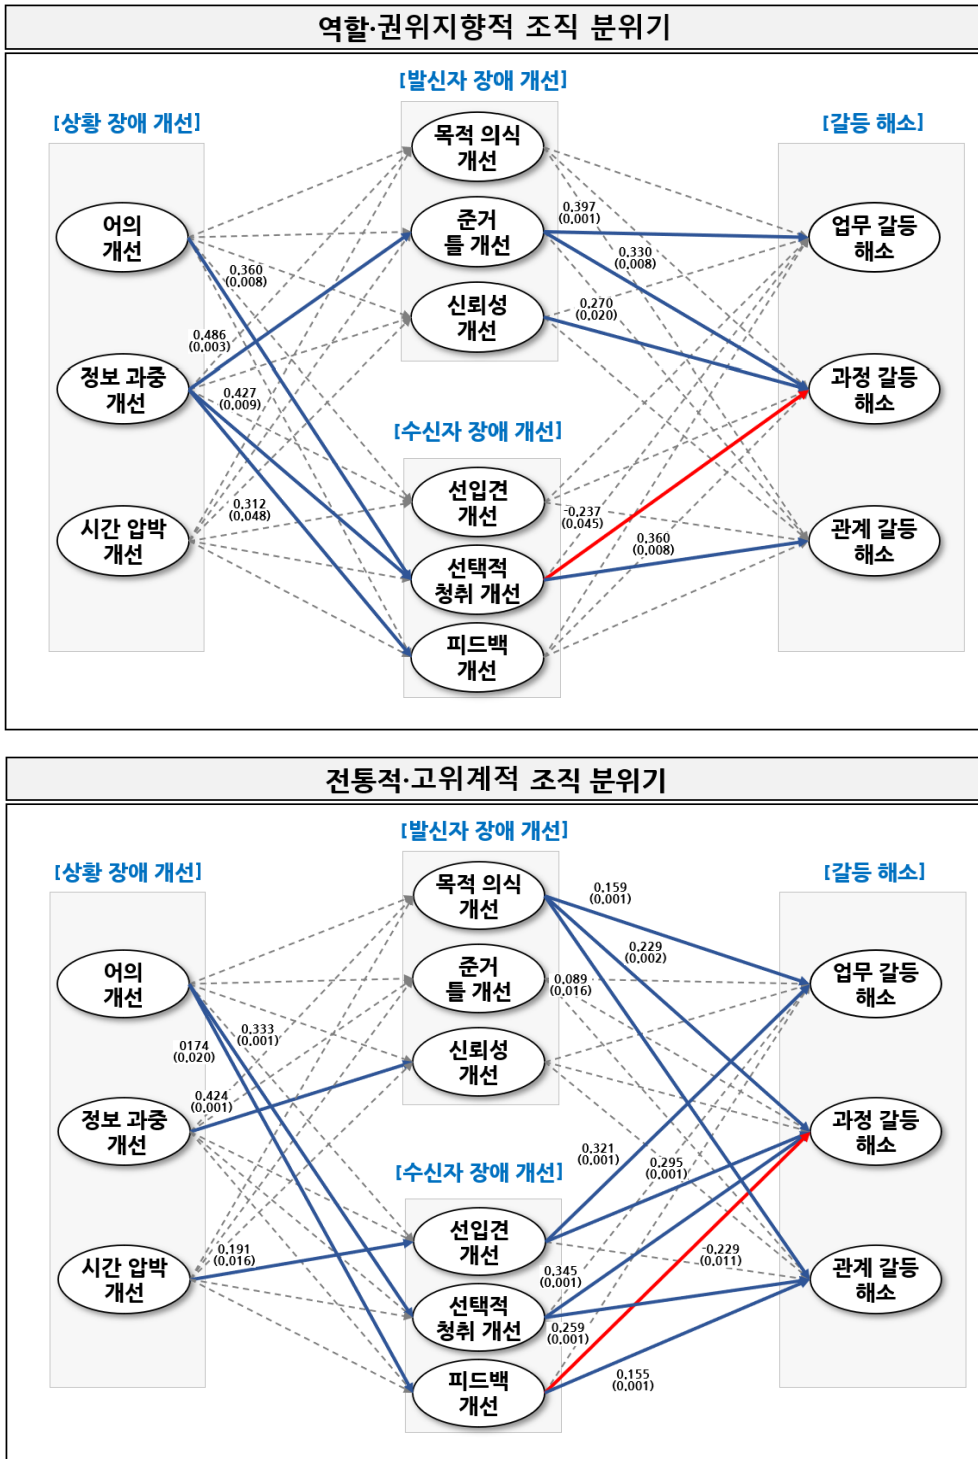 역할·권위지향적 조직 분위기
[발신자 장애 개선]
[상황 장애 개선]
[갈등 해소]
목적 의식
개선
어의
개선
준거
틀 개선
0.397
(0.001)
업무 갈등
해소
0.330
(0.008)
0.360
(0.008)
신뢰성
개선
0.270
(0.020)
0.486
(0.003)
정보 과중
개선
과정 갈등
해소
0.427
(0.009)
[수신자 장애 개선]
선입견
개선
0.312
(0.048)
-0.237
(0.045)
시간 압박
개선
0.360
(0.008)
관계 갈등
해소
선택적
청취 개선
피드백
개선
전통적·고위계적 조직 분위기
[발신자 장애 개선]
[상황 장애 개선]
[갈등 해소]
목적 의식
개선
0.159
(0.001)
0.229
(0.002)
어의
개선
준거
틀 개선
0.089
(0.016)
업무 갈등
해소
0.333
(0.001)
0174
(0.020)
신뢰성
개선
0.424
(0.001)
정보 과중
개선
과정 갈등
해소
0.321
(0.001)
0.295
(0.001)
[수신자 장애 개선]
선입견
개선
0.191
(0.016)
-0.229
(0.011)
시간 압박
개선
0.345
(0.001)
관계 갈등
해소
선택적
청취 개선
0.259
(0.001)
피드백
개선
0.155
(0.001)